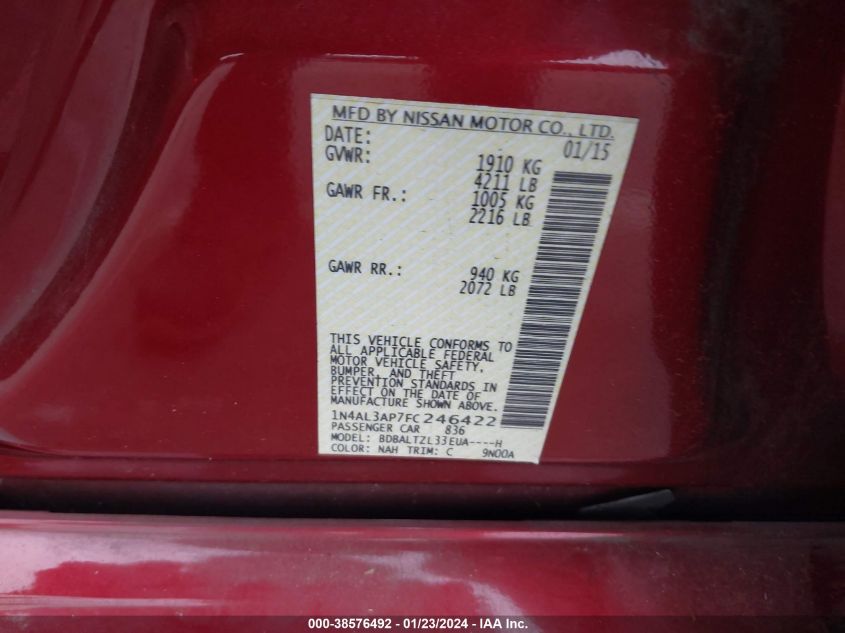 MFD BY NISSAN MOTOR CO., LTD.
DATE: 01/15
GVWR: 1910 KG
4211 LB
GAWR FR.: 1005 KG
2216 LB
GAWR RR.: 940 KG
2072 LB
THIS VEHICLE CONFORMS TO
ALL APPLICABLE FEDERAL
MOTOR VEHICLE SAFETY,
BUMPER, AND THEFT
PREVENTION STANDARDS IN
EFFECT ON THE DATE OF
MANUFACTURE SHOWN ABOVE.
1N4AL3AP7FC246422
PASSENGER CAR 836
MODEL: BDBALTZL33EUA----H
COLOR: NAH TRIM: C 9N00A
000-38576492 - 01/23/2024 - IAA Inc.